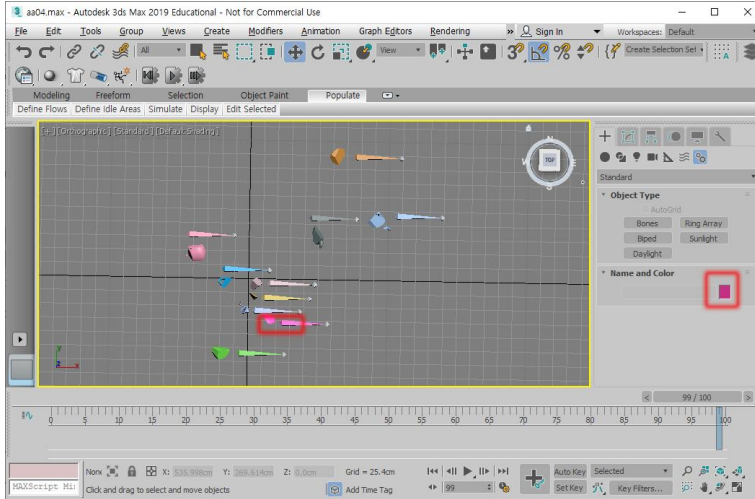 aa04.max - Autodesk 3ds Max 2019 Educational - Not for Commercial Use
File Edit Tools Group Views Create Modifiers Animation Graph Editors Rendering » Sign In Workspaces: Default
All View Create Selection Set
Modeling Freeform Selection Object Paint Populate
Define Flows Define Idle Areas Simulate Display Edit Selected
[+] [Orthographic] [Standard] [Default Shading]
N
W TOP
S
Standard
Object Type
AutoGrid
Bones Ring Array
Biped Sunlight
Daylight
Name and Color
y
z x
< 99 / 100 >
0 5 10 15 20 25 30 35 40 45 50 55 60 65 70 75 80 85 90 95 100
None X: 535.998cm Y: 269.614cm Z: 0.0cm Grid = 25.4cm Auto Key Selected
MAXScript Mi: Click and drag to select and move objects Add Time Tag 99 Set Key Key Filters...